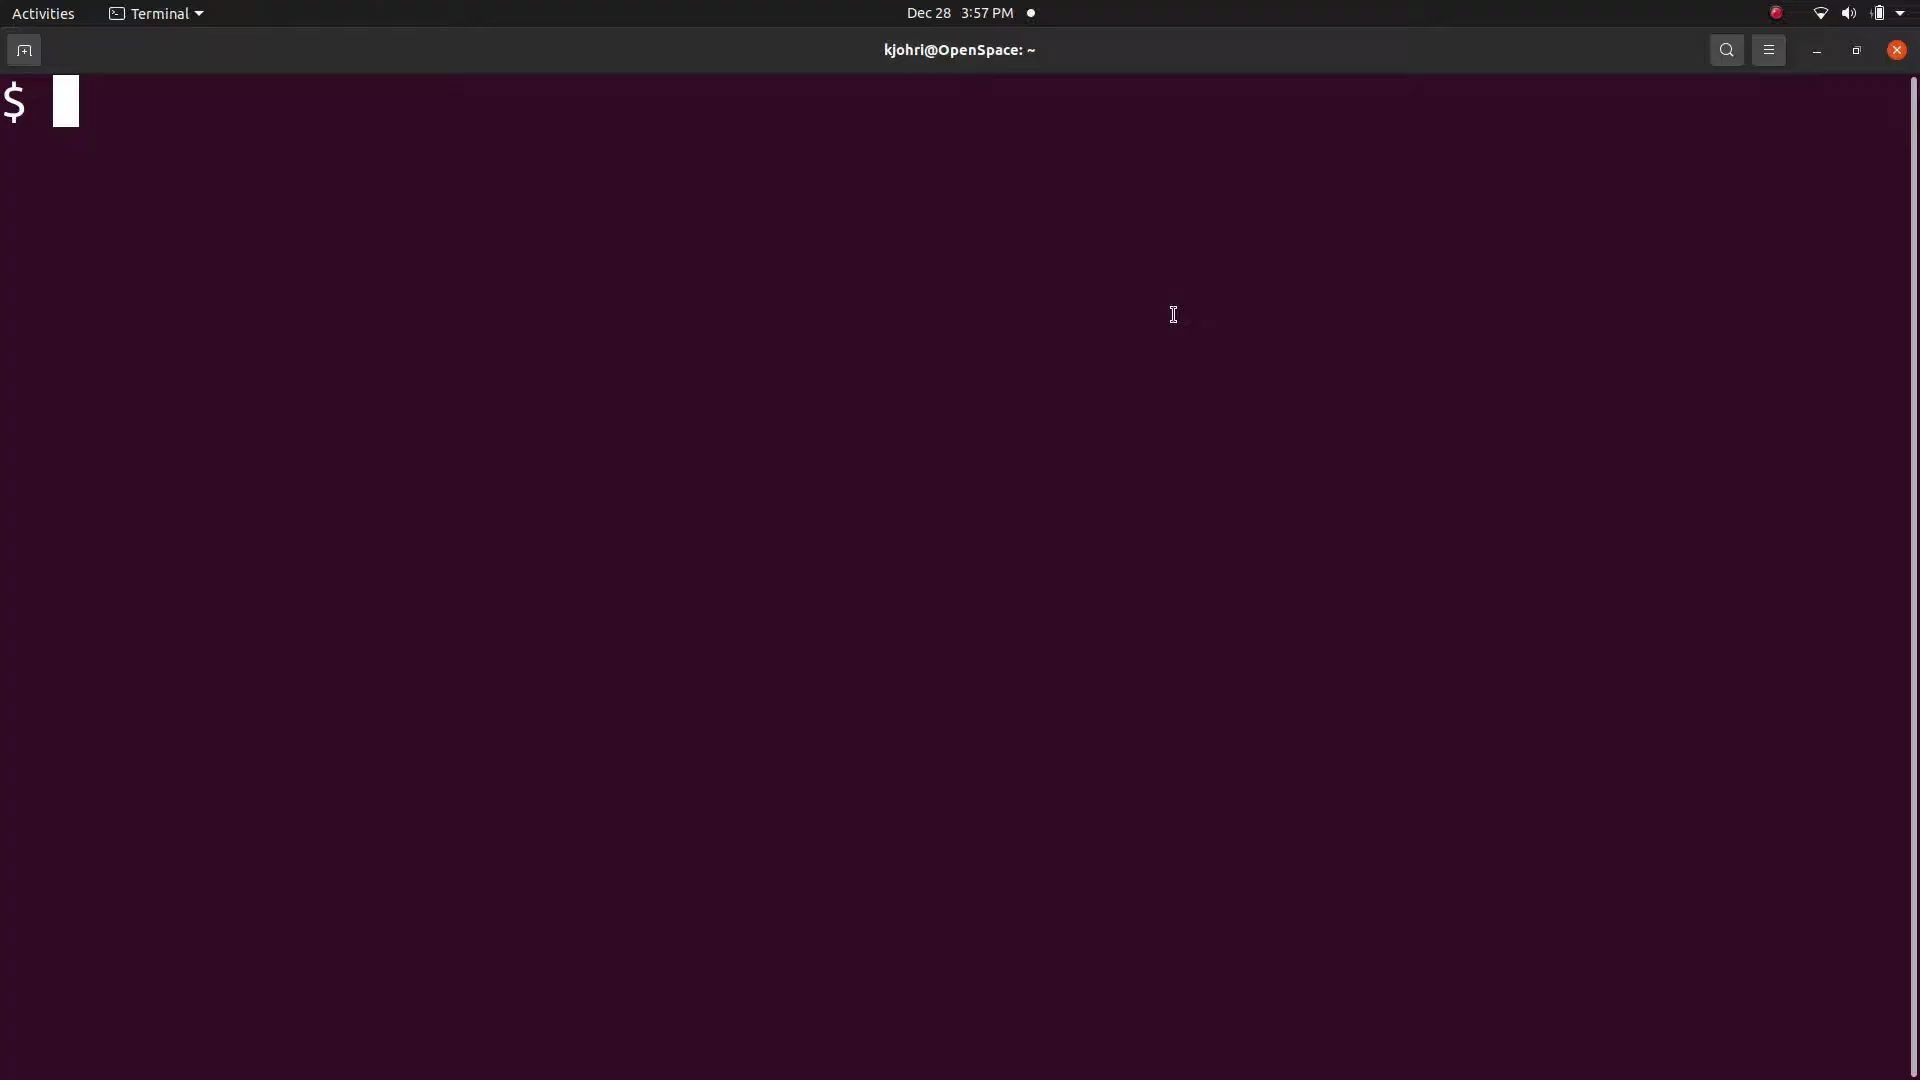 Activities Terminal Dec 28 3:57 PM
kjohri@OpenSpace: ~
$